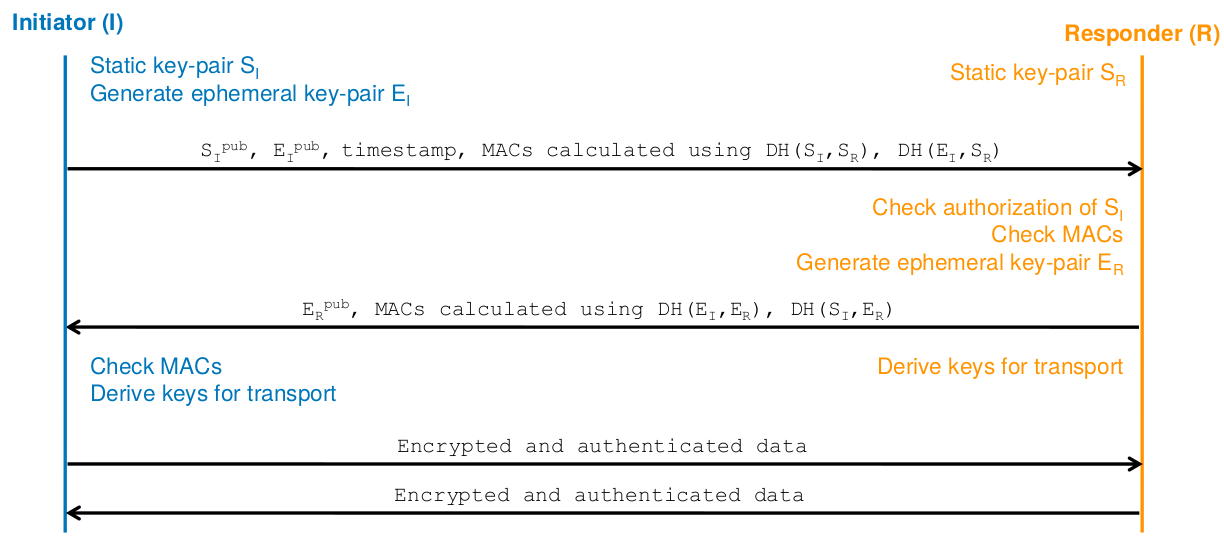 Initiator (I)
Responder (R)
Static key-pair S_I
Generate ephemeral key-pair E_I
Static key-pair S_R
S_I^pub, E_I^pub, timestamp, MACs calculated using DH(S_I,S_R), DH(E_I,S_R)
Check authorization of S_I
Check MACs
Generate ephemeral key-pair E_R
E_R^pub, MACs calculated using DH(E_I,E_R), DH(S_I,E_R)
Check MACs
Derive keys for transport
Derive keys for transport
Encrypted and authenticated data
Encrypted and authenticated data